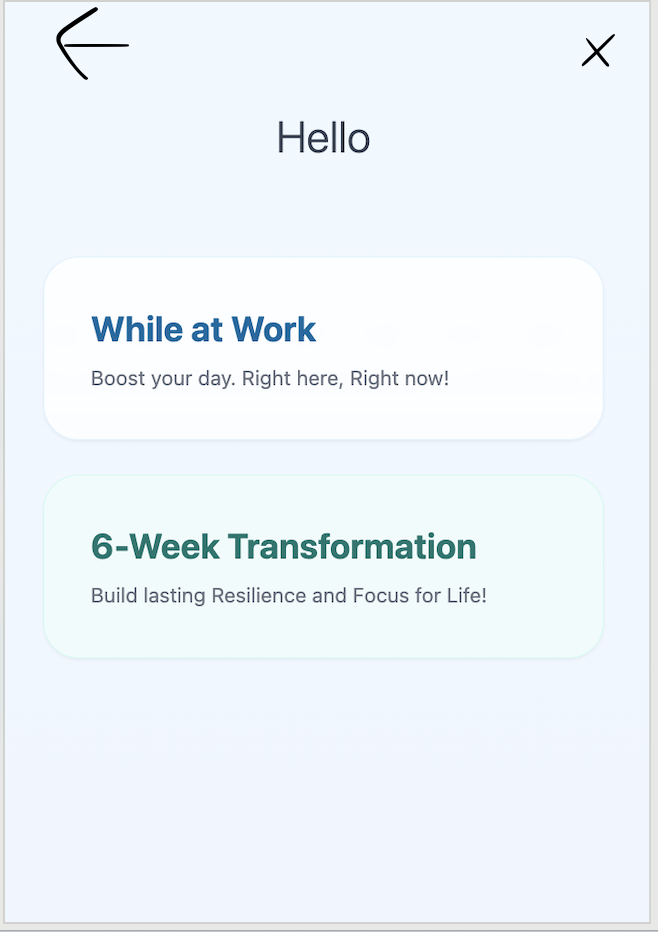 Hello
While at Work
Boost your day. Right here, Right now!
6-Week Transformation
Build lasting Resilience and Focus for Life!